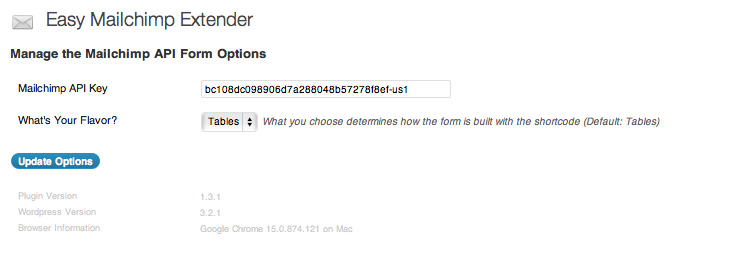 Easy Mailchimp Extender
Manage the Mailchimp API Form Options
Mailchimp API Key bc108dc098906d7a288048b57278f8ef-us1
What's Your Flavor? Tables What you choose determines how the form is built with the shortcode (Default: Tables)
Update Options
Plugin Version 1.3.1
Wordpress Version 3.2.1
Browser Information Google Chrome 15.0.874.121 on Mac